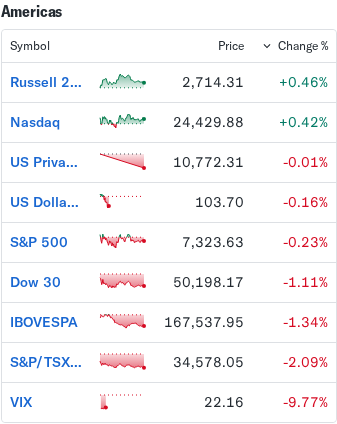 Americas
Symbol Price Change %
Russell 2... 2,714.31 +0.46%
Nasdaq 24,429.88 +0.42%
US Priva... 10,772.31 -0.01%
US Dolla... 103.70 -0.16%
S&P 500 7,323.63 -0.23%
Dow 30 50,198.17 -1.11%
IBOVESPA 167,537.95 -1.34%
S&P/TSX... 34,578.05 -2.09%
VIX 22.16 -9.77%